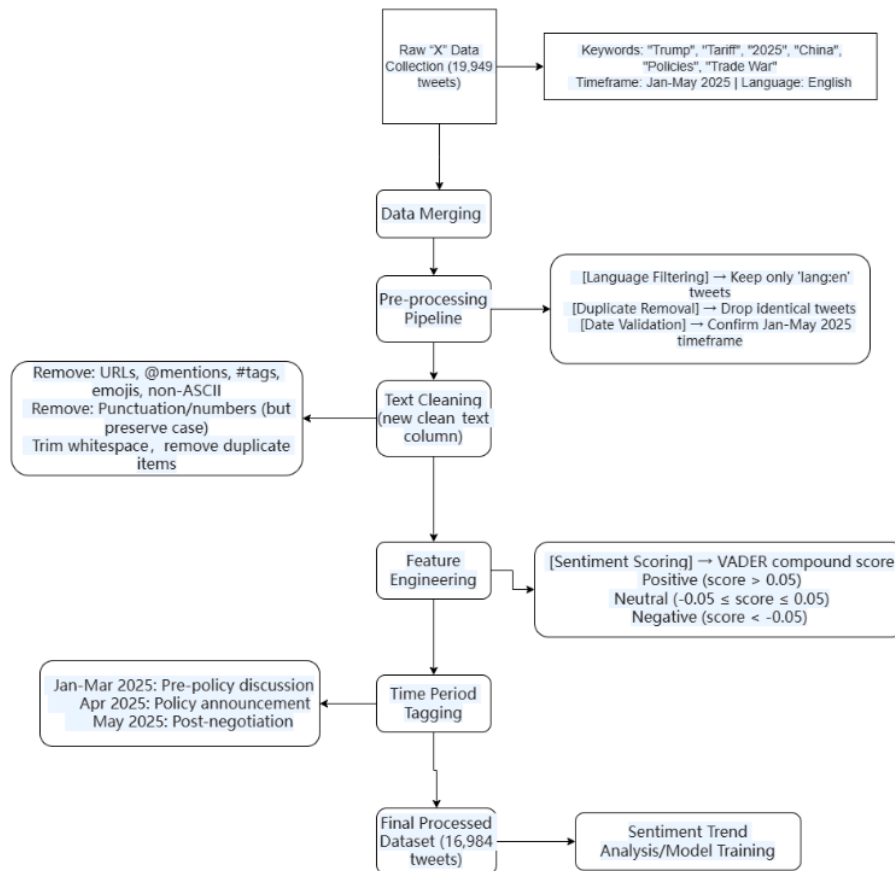 Raw “X” Data
Collection (19,949
tweets)
Keywords: "Trump", "Tariff", "2025", "China",
"Policies", "Trade War"
Timeframe: Jan-May 2025 | Language: English
Data Merging
Pre-processing
Pipeline
[Language Filtering] → Keep only 'lang:en'
tweets
[Duplicate Removal] → Drop identical tweets
[Date Validation] → Confirm Jan-May 2025
timeframe
Remove: URLs, @mentions, #tags,
emojis, non-ASCII
Remove: Punctuation/numbers (but
preserve case)
Trim whitespace，remove duplicate
items
Text Cleaning
(new clean text
column)
Feature
Engineering
[Sentiment Scoring] → VADER compound score
Positive (score > 0.05)
Neutral (-0.05 ≤ score ≤ 0.05)
Negative (score < -0.05)
Jan-Mar 2025: Pre-policy discussion
Apr 2025: Policy announcement
May 2025: Post-negotiation
Time Period
Tagging
Final Processed
Dataset (16,984
tweets)
Sentiment Trend
Analysis/Model Training